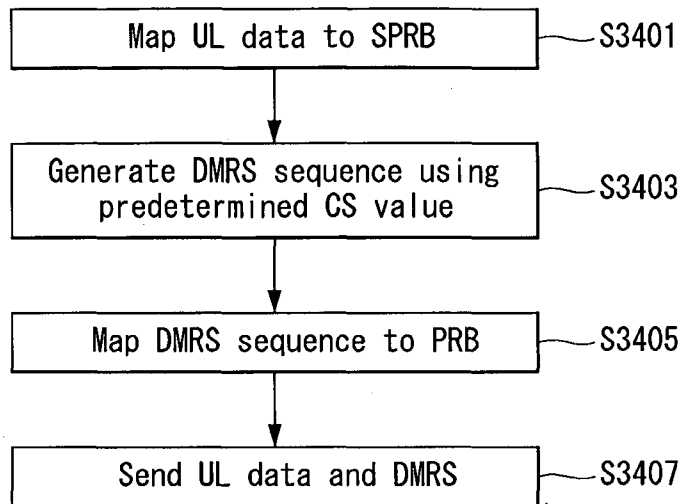 Map UL data to SPRB S3401
Generate DMRS sequence using
predetermined CS value S3403
Map DMRS sequence to PRB S3405
Send UL data and DMRS S3407